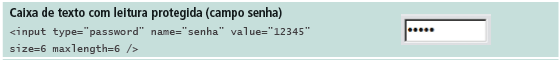 Caixa de texto com leitura protegida (campo senha)
<input type="password" name="senha" value="12345"
size=6 maxlength=6 />
•••••